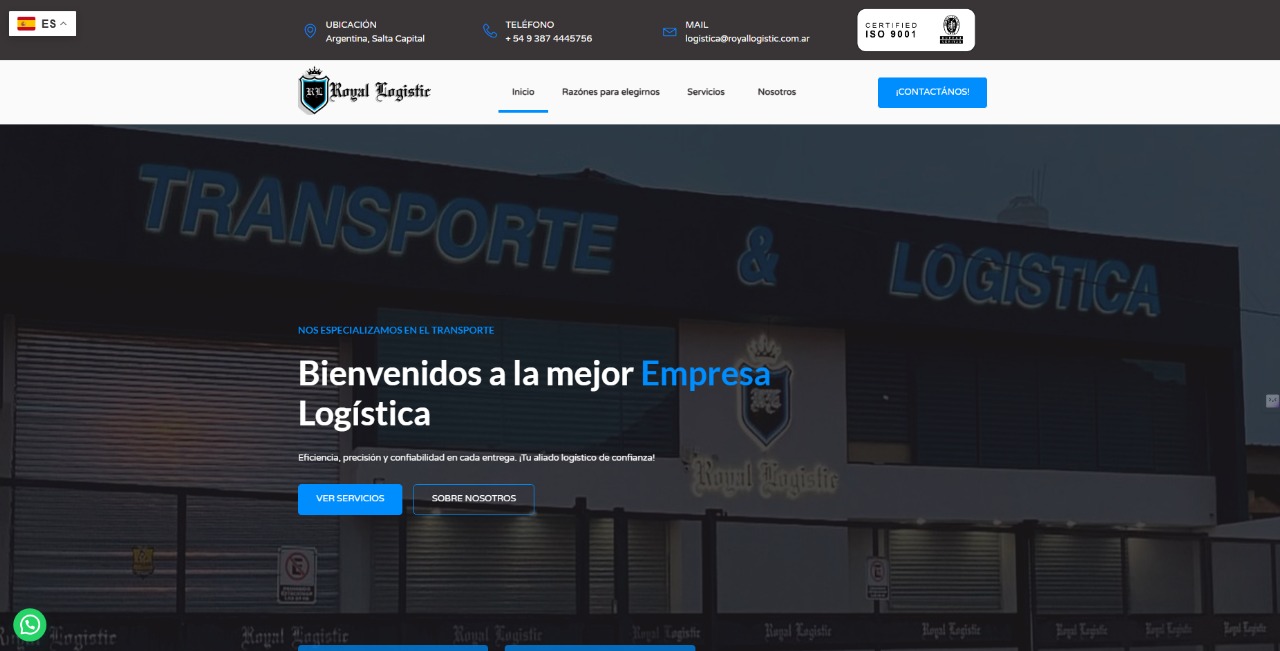 ES
UBICACIÓN
Argentina, Salta Capital
TELÉFONO
+ 54 9 387 4445756
MAIL
logistica@royallogistic.com.ar
CERTIFIED
ISO 9001
RL
Royal Logistic
Inicio
Razónes para elegirnos
Servicios
Nosotros
¡CONTACTÁNOS!
TRANSPORTE & LOGISTICA
NOS ESPECIALIZAMOS EN EL TRANSPORTE
Bienvenidos a la mejor Empresa
Logística
Eficiencia, precisión y confiabilidad en cada entrega. ¡Tu aliado logístico de confianza!
Royal Logistic
VER SERVICIOS
SOBRE NOSOTROS
Royal Logistic
Royal Logistic
Royal Logistic
Royal Logistic
Royal Logistic
Royal Logistic
Royal Logistic
Royal Logistic
Royal Logistic